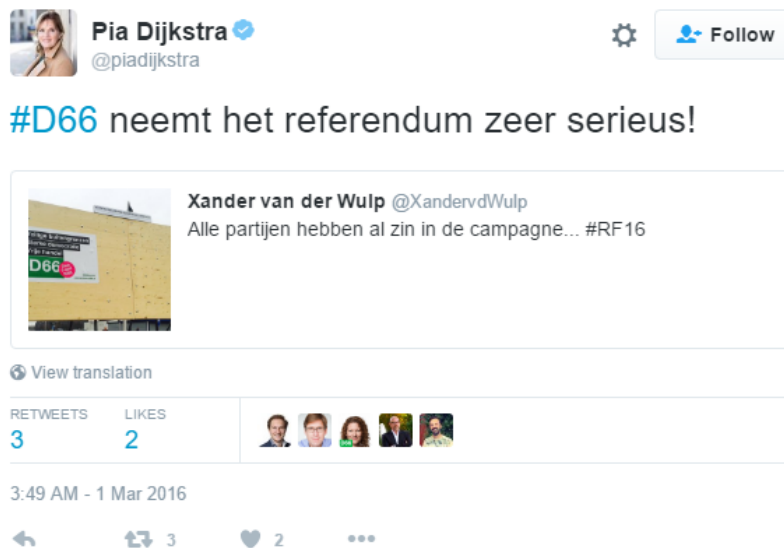 Pia Dijkstra
@piadijkstra
Follow
#D66 neemt het referendum zeer serieus!
Xander van der Wulp @XandervdWulp
Alle partijen hebben al zin in de campagne... #RF16
D66
View translation
RETWEETS
LIKES
3
2
3:49 AM - 1 Mar 2016
3
2